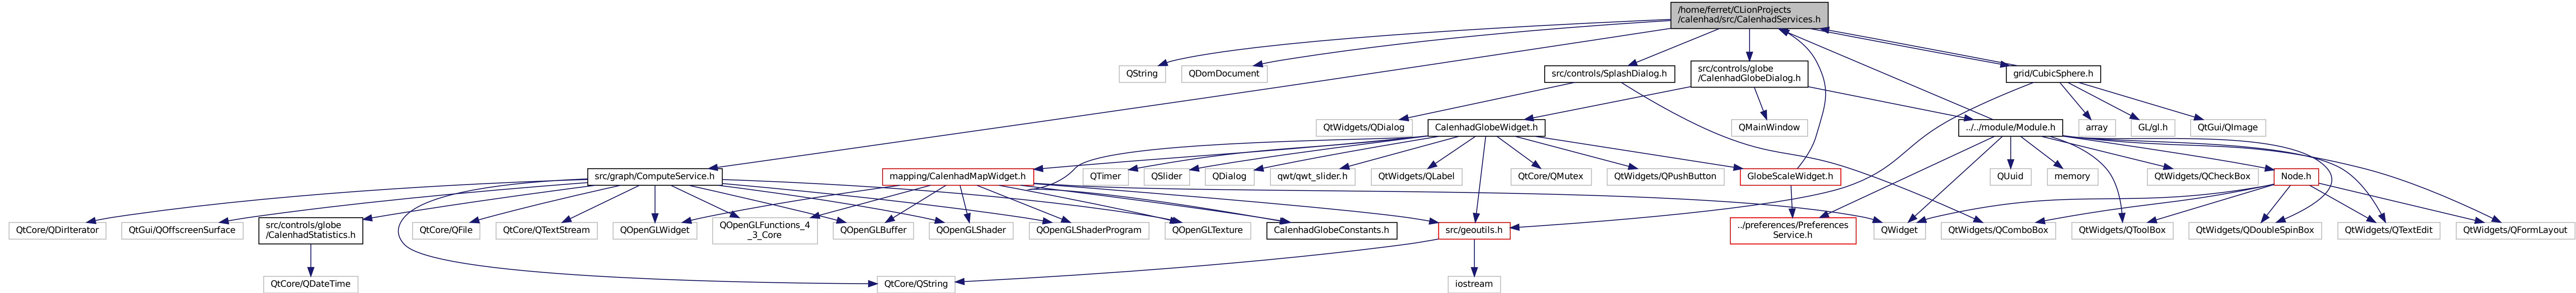 /home/ferret/CLionProjects
/calenhad/src/CalenhadServices.h
QString
QDomDocument
src/controls/SplashDialog.h
src/controls/globe
/CalenhadGlobeDialog.h
grid/CubicSphere.h
QtWidgets/QDialog
CalenhadGlobeWidget.h
QMainWindow
../../module/Module.h
array
GL/gl.h
QtGui/QImage
src/graph/ComputeService.h
mapping/CalenhadMapWidget.h
QTimer
QSlider
QDialog
qwt/qwt_slider.h
QtWidgets/QLabel
QtCore/QMutex
QtWidgets/QPushButton
GlobeScaleWidget.h
QUuid
memory
QtWidgets/QCheckBox
Node.h
QtCore/QDirIterator
QtGui/QOffscreenSurface
src/controls/globe
/CalenhadStatistics.h
QtCore/QFile
QtCore/QTextStream
QOpenGLWidget
QOpenGLFunctions_4
_3_Core
QOpenGLBuffer
QOpenGLShader
QOpenGLShaderProgram
QOpenGLTexture
CalenhadGlobeConstants.h
src/geoutils.h
../preferences/Preferences
Service.h
QWidget
QtWidgets/QComboBox
QtWidgets/QToolBox
QtWidgets/QDoubleSpinBox
QtWidgets/QTextEdit
QtWidgets/QFormLayout
QtCore/QDateTime
QtCore/QString
iostream